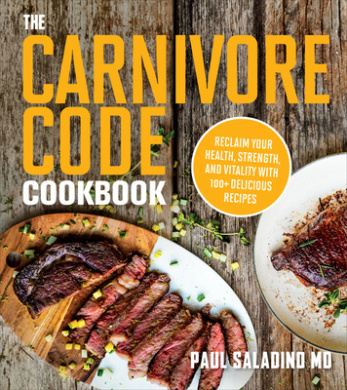 THE
CARNIVORE
CODE
COOKBOOK
RECLAIM YOUR
HEALTH, STRENGTH,
AND VITALITY WITH
100+ DELICIOUS
RECIPES
PAUL SALADINO MD